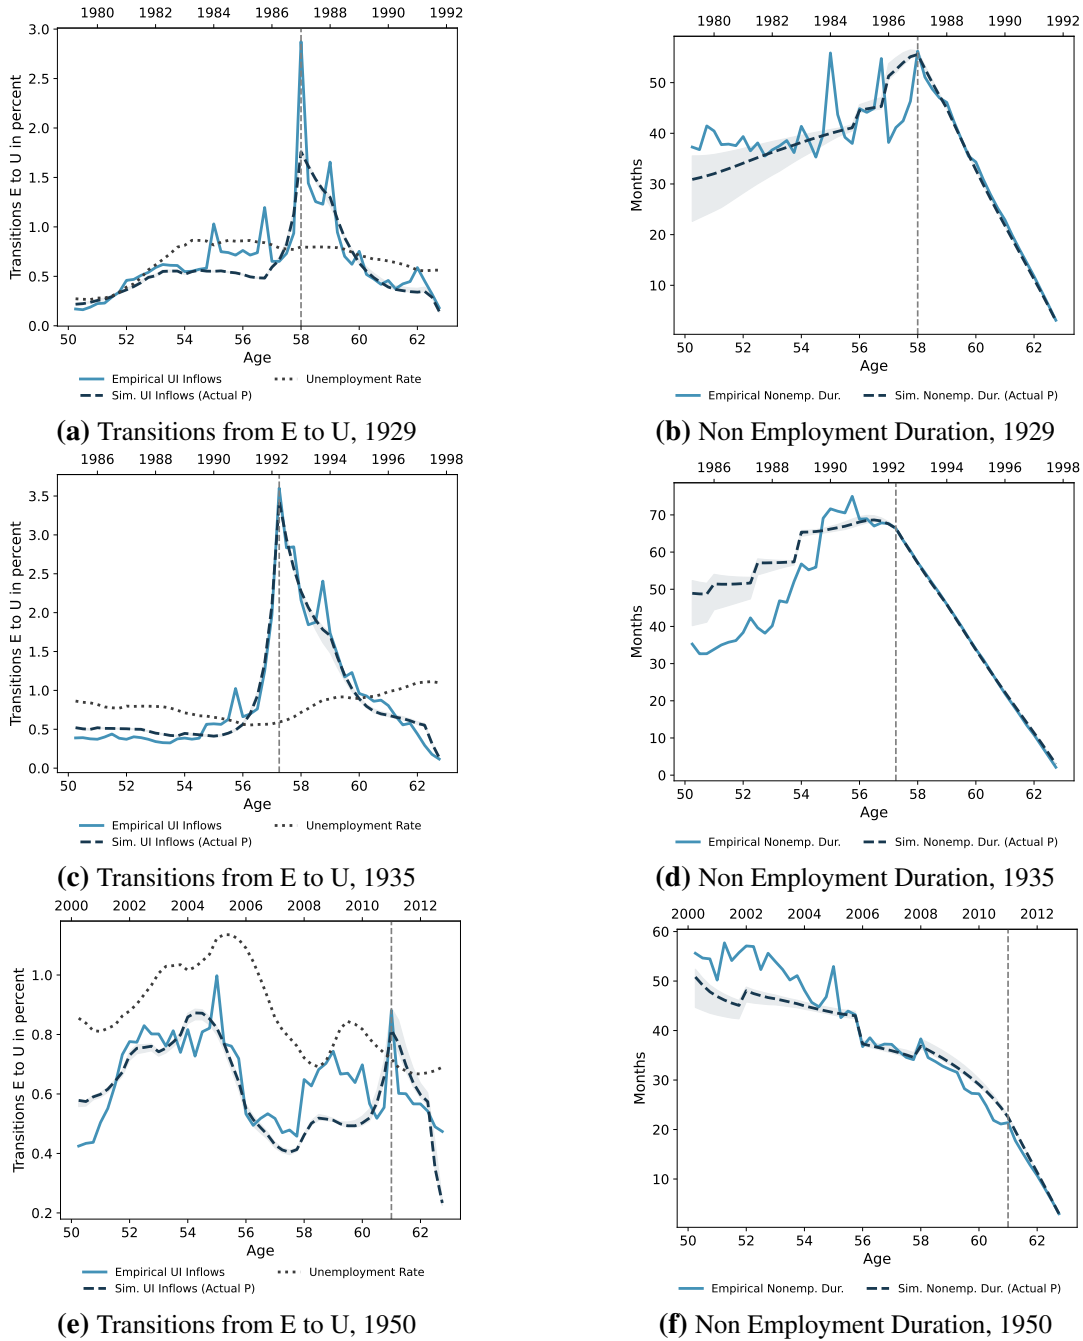 1980 1982 1984 1986 1988 1990 1992
3.0
2.5
2.0
1.5
1.0
0.5
0.0
Transitions E to U in percent
50 52 54 56 58 60 62
Age
Empirical UI Inflows
Unemployment Rate
Sim. UI Inflows (Actual P)
(a) Transitions from E to U, 1929
1980 1982 1984 1986 1988 1990 1992
50
40
30
20
10
Months
50 52 54 56 58 60 62
Age
Empirical Nonemp. Dur.
Sim. Nonemp. Dur. (Actual P)
(b) Non Employment Duration, 1929
1986 1988 1990 1992 1994 1996 1998
3.5
3.0
2.5
2.0
1.5
1.0
0.5
0.0
Transitions E to U in percent
50 52 54 56 58 60 62
Age
Empirical UI Inflows
Unemployment Rate
Sim. UI Inflows (Actual P)
(c) Transitions from E to U, 1935
1986 1988 1990 1992 1994 1996 1998
70
60
50
40
30
20
10
0
Months
50 52 54 56 58 60 62
Age
Empirical Nonemp. Dur.
Sim. Nonemp. Dur. (Actual P)
(d) Non Employment Duration, 1935
2000 2002 2004 2006 2008 2010 2012
1.0
0.8
0.6
0.4
0.2
Transitions E to U in percent
50 52 54 56 58 60 62
Age
Empirical UI Inflows
Unemployment Rate
Sim. UI Inflows (Actual P)
(e) Transitions from E to U, 1950
2000 2002 2004 2006 2008 2010 2012
60
50
40
30
20
10
Months
50 52 54 56 58 60 62
Age
Empirical Nonemp. Dur.
Sim. Nonemp. Dur. (Actual P)
(f) Non Employment Duration, 1950